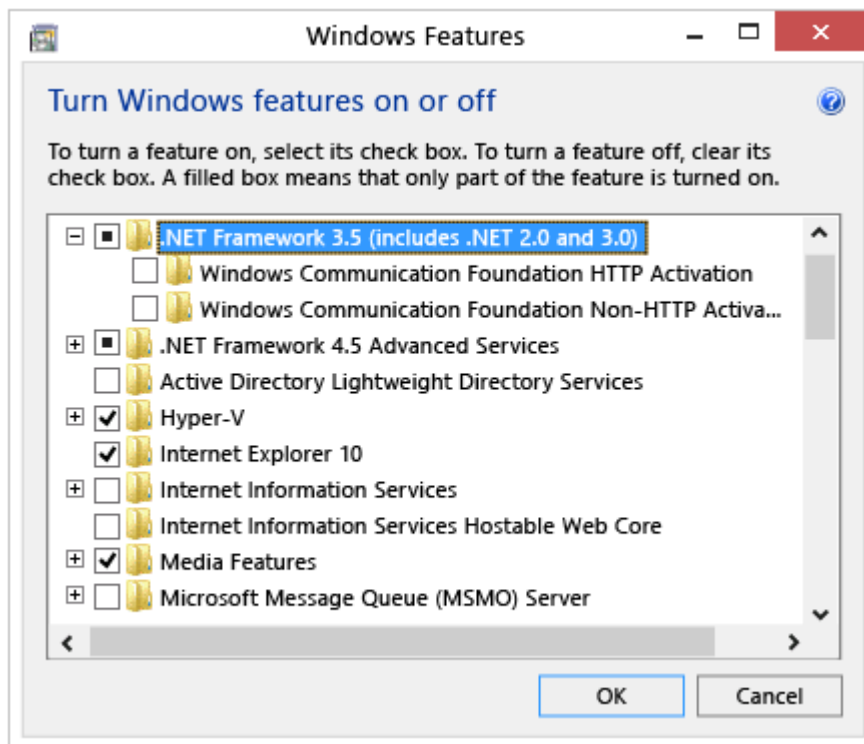 Windows Features
Turn Windows features on or off
To turn a feature on, select its check box. To turn a feature off, clear its
check box. A filled box means that only part of the feature is turned on.
.NET Framework 3.5 (includes .NET 2.0 and 3.0)
Windows Communication Foundation HTTP Activation
Windows Communication Foundation Non-HTTP Activa...
.NET Framework 4.5 Advanced Services
Active Directory Lightweight Directory Services
Hyper-V
Internet Explorer 10
Internet Information Services
Internet Information Services Hostable Web Core
Media Features
Microsoft Message Queue (MSMO) Server
OK Cancel